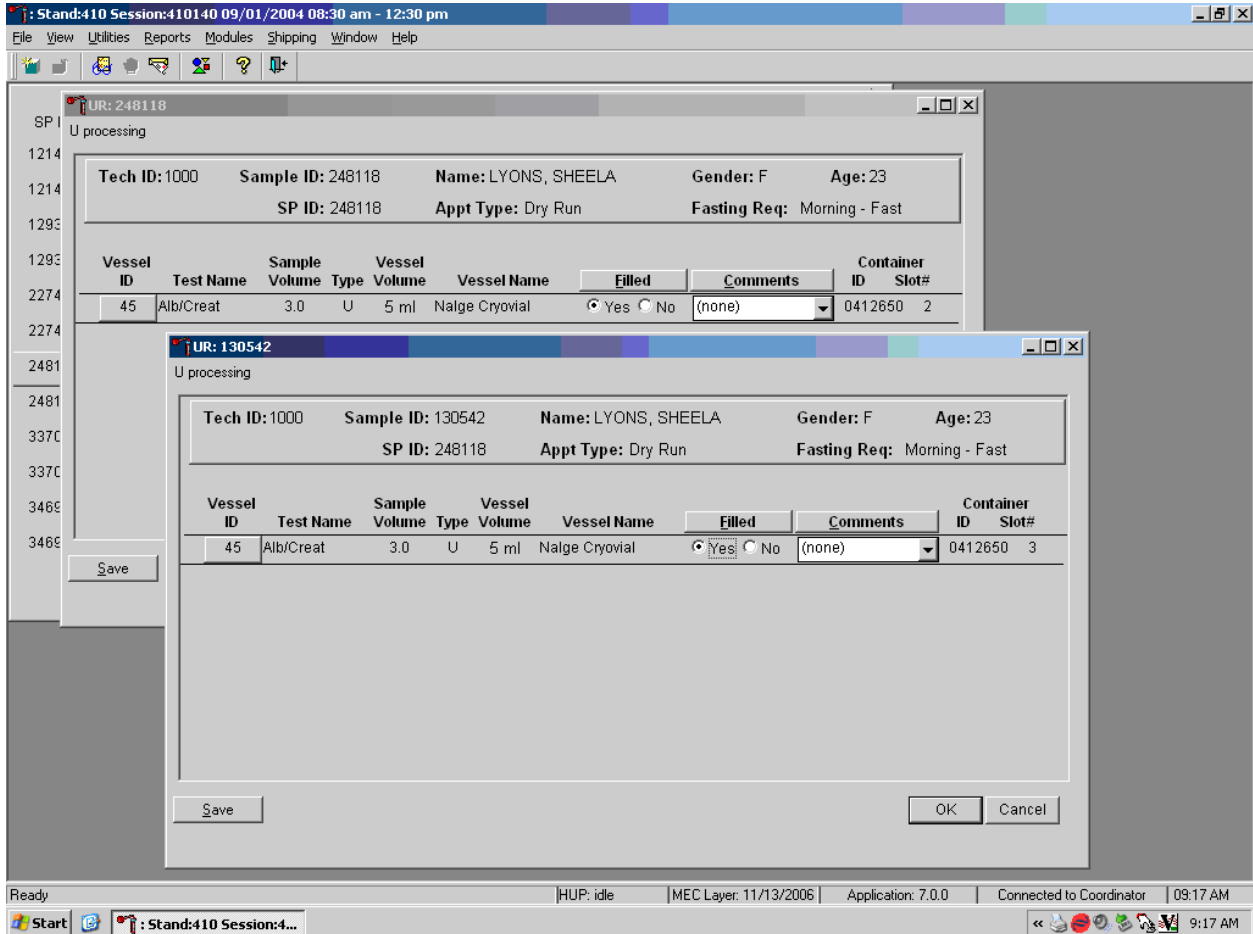 : Stand:410 Session:410140 09/01/2004 08:30 am - 12:30 pm
File View Utilities Reports Modules Shipping Window Help
UR: 248118
U processing
SP I
1214
1214
1293
1293
2274
2274
2481
2481
3370
3370
3469
3469
Tech ID: 1000 Sample ID: 248118 Name: LYONS, SHEELA Gender: F Age: 23
SP ID: 248118 Appt Type: Dry Run Fasting Req: Morning - Fast
Vessel Sample Vessel Container
ID Test Name Volume Type Volume Vessel Name Filled Comments ID Slot#
45 Alb/Creat 3.0 U 5 ml Nalge Cryovial Yes No (none) 0412650 2
Save
UR: 130542
U processing
Tech ID: 1000 Sample ID: 130542 Name: LYONS, SHEELA Gender: F Age: 23
SP ID: 248118 Appt Type: Dry Run Fasting Req: Morning - Fast
Vessel Sample Vessel Container
ID Test Name Volume Type Volume Vessel Name Filled Comments ID Slot#
45 Alb/Creat 3.0 U 5 ml Nalge Cryovial Yes No (none) 0412650 3
Save OK Cancel
Ready HUP: idle MEC Layer: 11/13/2006 Application: 7.0.0 Connected to Coordinator 09:17 AM
Start : Stand:410 Session:4... « 9:17 AM